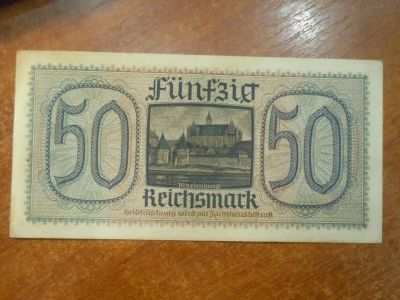 Fünfzig
50
50
Marienburg
Reichsmark
Geldfälschung wird mit Zuchthaus bestraft